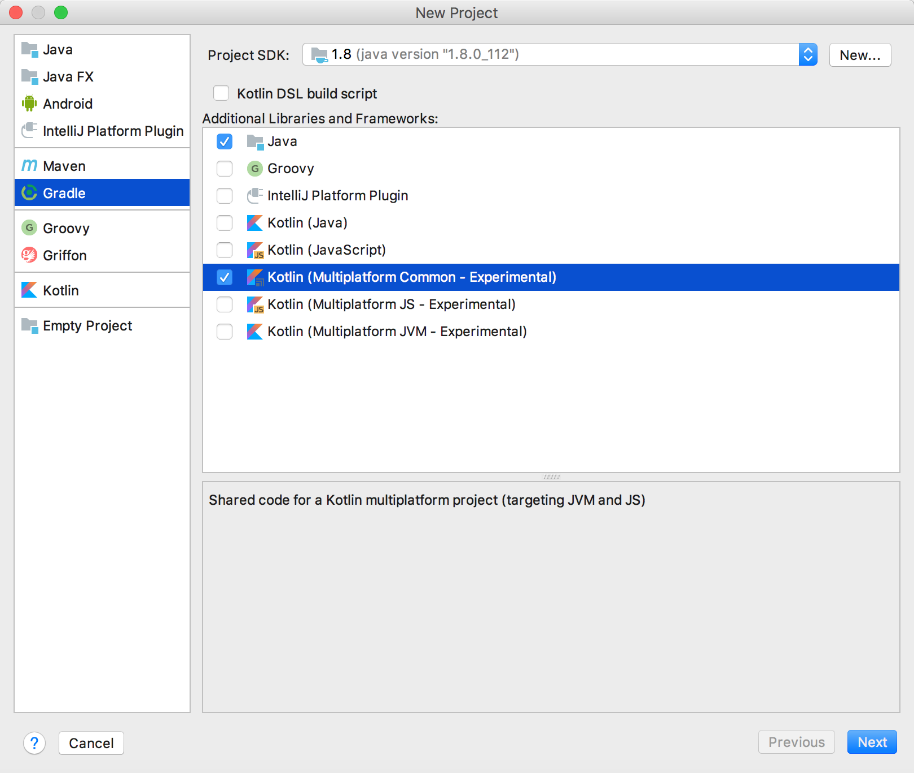 New Project
Java
Java FX
Android
IntelliJ Platform Plugin
Maven
Gradle
Groovy
Griffon
Kotlin
Empty Project
Project SDK: 1.8 (java version "1.8.0_112") New...
Kotlin DSL build script
Additional Libraries and Frameworks:
Java
Groovy
IntelliJ Platform Plugin
Kotlin (Java)
Kotlin (JavaScript)
Kotlin (Multiplatform Common - Experimental)
Kotlin (Multiplatform JS - Experimental)
Kotlin (Multiplatform JVM - Experimental)
Shared code for a Kotlin multiplatform project (targeting JVM and JS)
? Cancel Previous Next